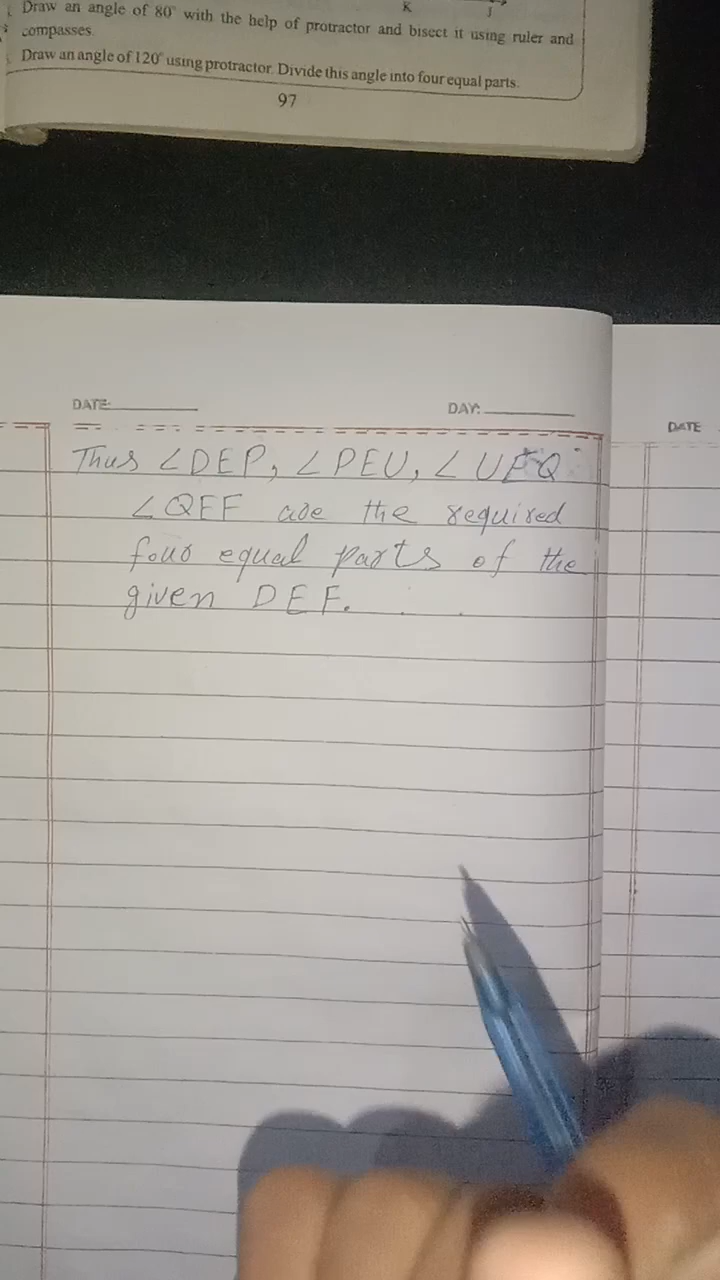 K J
Draw an angle of 80° with the help of protractor and bisect it using ruler and
compasses.
Draw an angle of 120° using protractor. Divide this angle into four equal parts.
97
DATE: DAY:
DATE
Thus ∠DEP, ∠PEU, ∠UEQ
∠QEF are the required
four equal parts of the
given DEF.